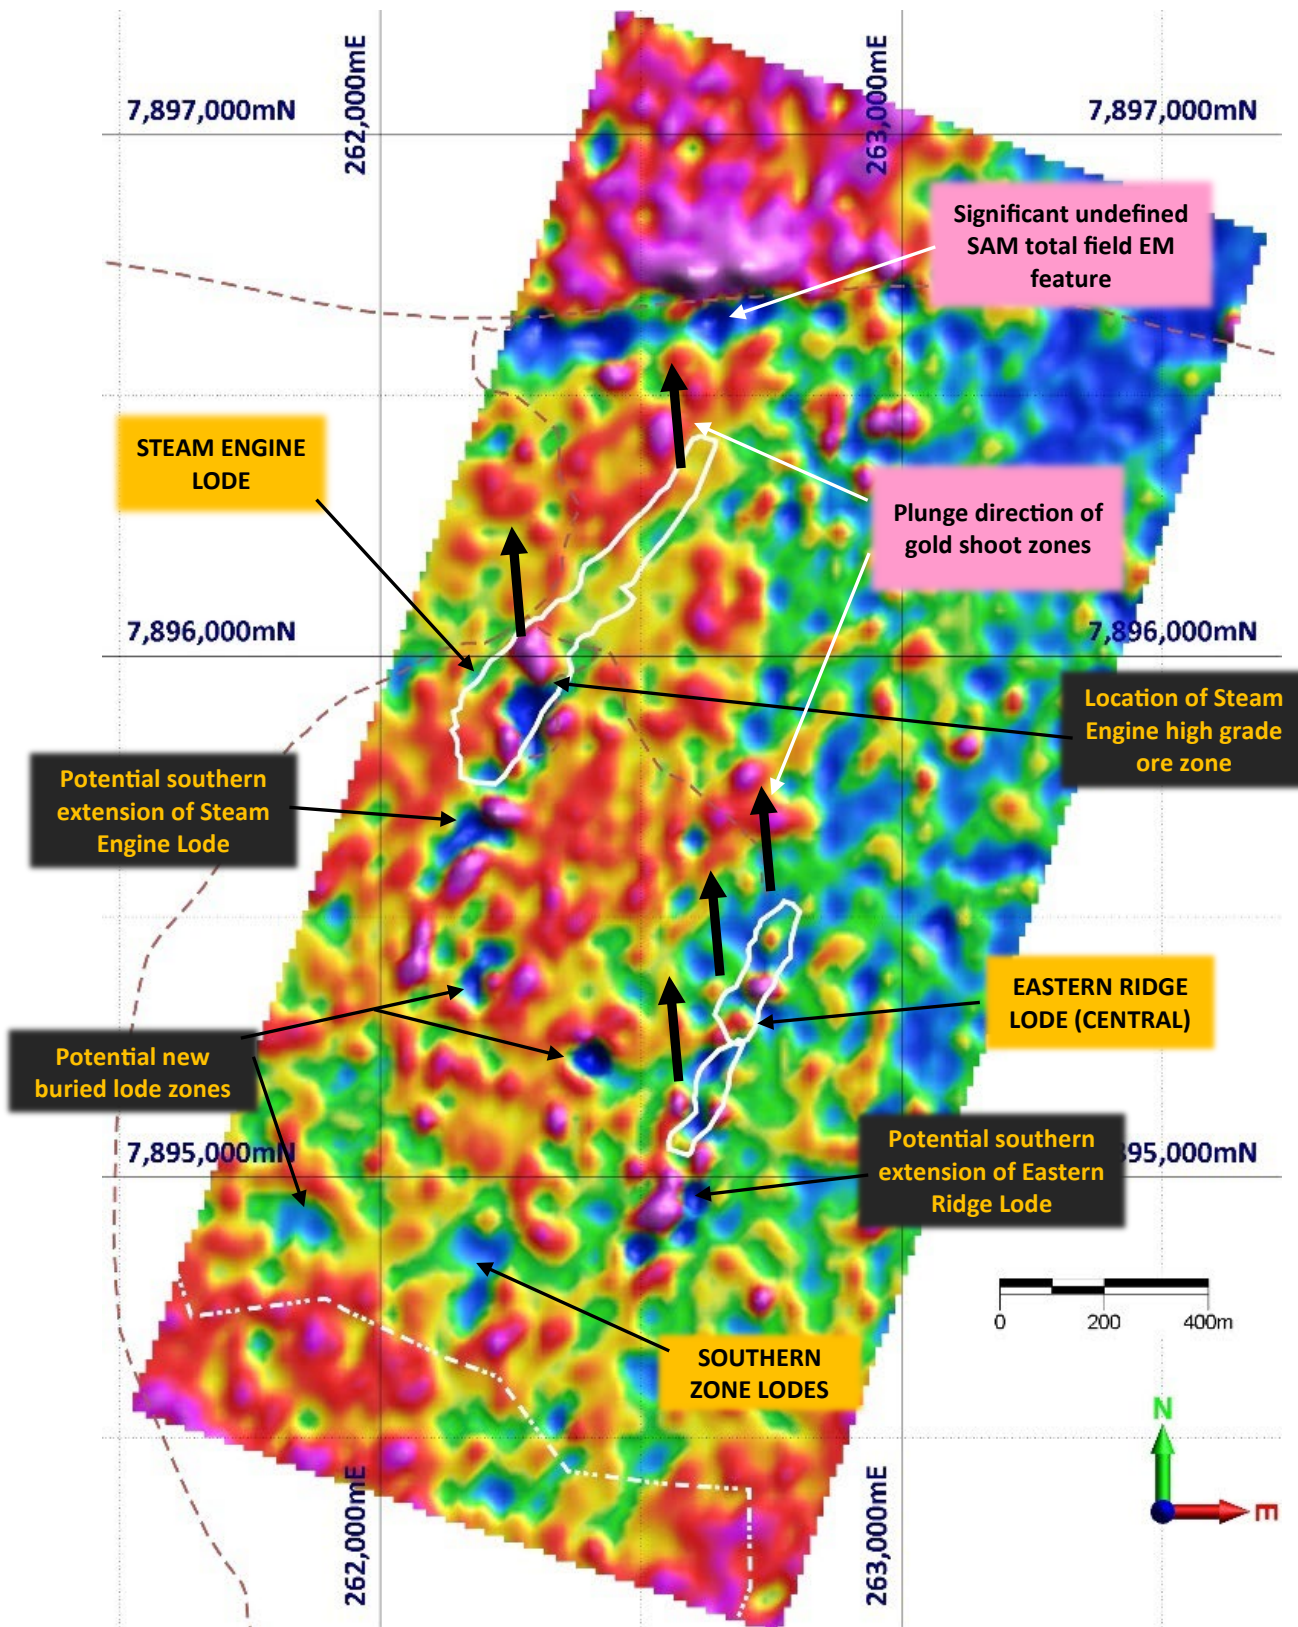 262,000mE
263,000mE
7,897,000mN
7,897,000mN
Significant undefined
SAM total field EM
feature
STEAM ENGINE
LODE
Plunge direction of
gold shoot zones
7,896,000mN
7,896,000mN
Location of Steam
Engine high grade
ore zone
Potential southern
extension of Steam
Engine Lode
EASTERN RIDGE
LODE (CENTRAL)
Potential new
buried lode zones
Potential southern
extension of Eastern
Ridge Lode
7,895,000mN
895,000mN
0 200 400m
SOUTHERN
ZONE LODES
N
E
262,000mE
263,000mE